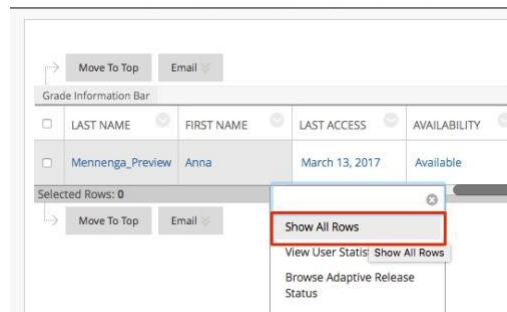 Move To Top Email
Grade Information Bar
LAST NAME FIRST NAME LAST ACCESS AVAILABILITY
Mennenga_Preview Anna March 13, 2017 Available
Selected Rows: 0
Move To Top Email
Show All Rows
View User Statis Show All Rows
Browse Adaptive Release
Status